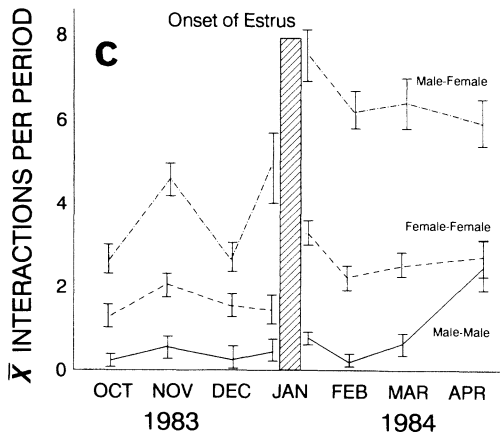 Onset of Estrus
C
X̄ INTERACTIONS PER PERIOD
8
6
4
2
0
Male-Female
Female-Female
Male-Male
OCT NOV DEC JAN FEB MAR APR
1983 1984